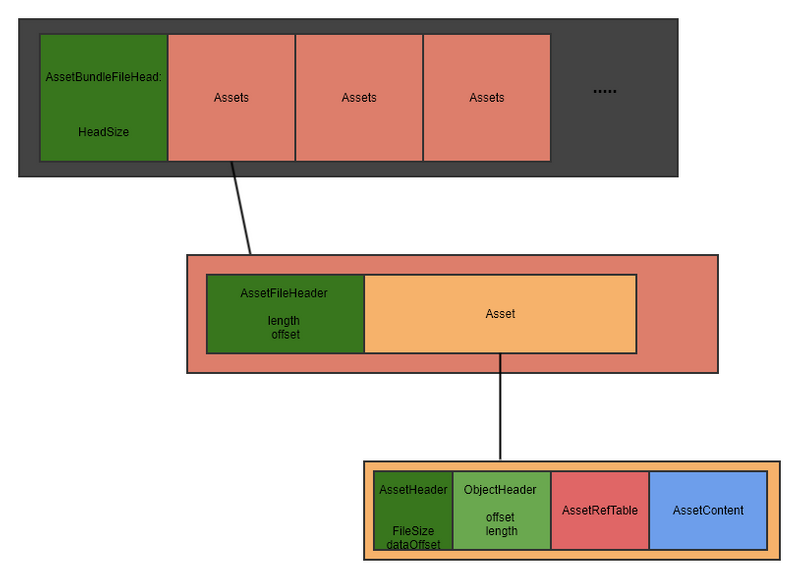 AssetBundleFileHead:
HeadSize
Assets
Assets
Assets
.....
AssetFileHeader
length
offset
Asset
AssetHeader
FileSize
dataOffset
ObjectHeader
offset
length
AssetRefTable
AssetContent